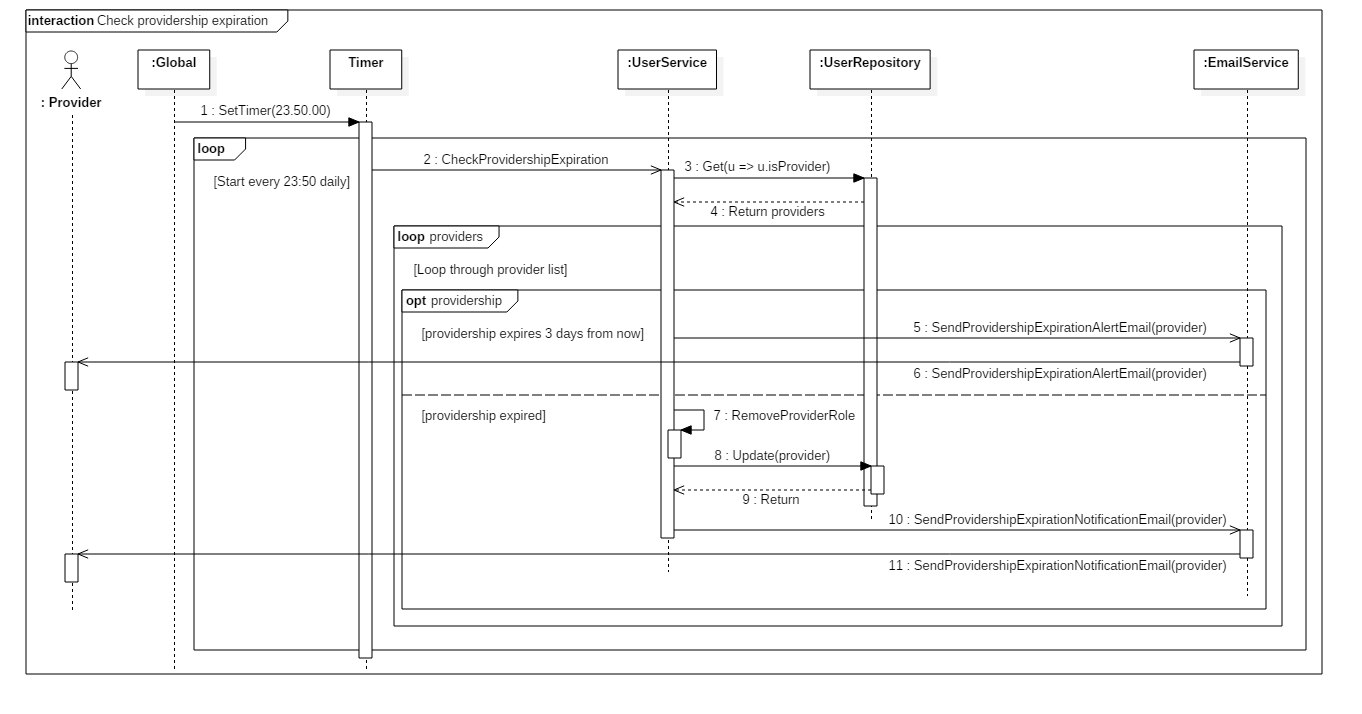 interaction Check providership expiration
: Provider
:Global
Timer
:UserService
:UserRepository
:EmailService
1 : SetTimer(23.50.00)
loop
[Start every 23:50 daily]
2 : CheckProvidershipExpiration
3 : Get(u => u.isProvider)
4 : Return providers
loop providers
[Loop through provider list]
opt providership
[providership expires 3 days from now]
5 : SendProvidershipExpirationAlertEmail(provider)
6 : SendProvidershipExpirationAlertEmail(provider)
[providership expired]
7 : RemoveProviderRole
8 : Update(provider)
9 : Return
10 : SendProvidershipExpirationNotificationEmail(provider)
11 : SendProvidershipExpirationNotificationEmail(provider)